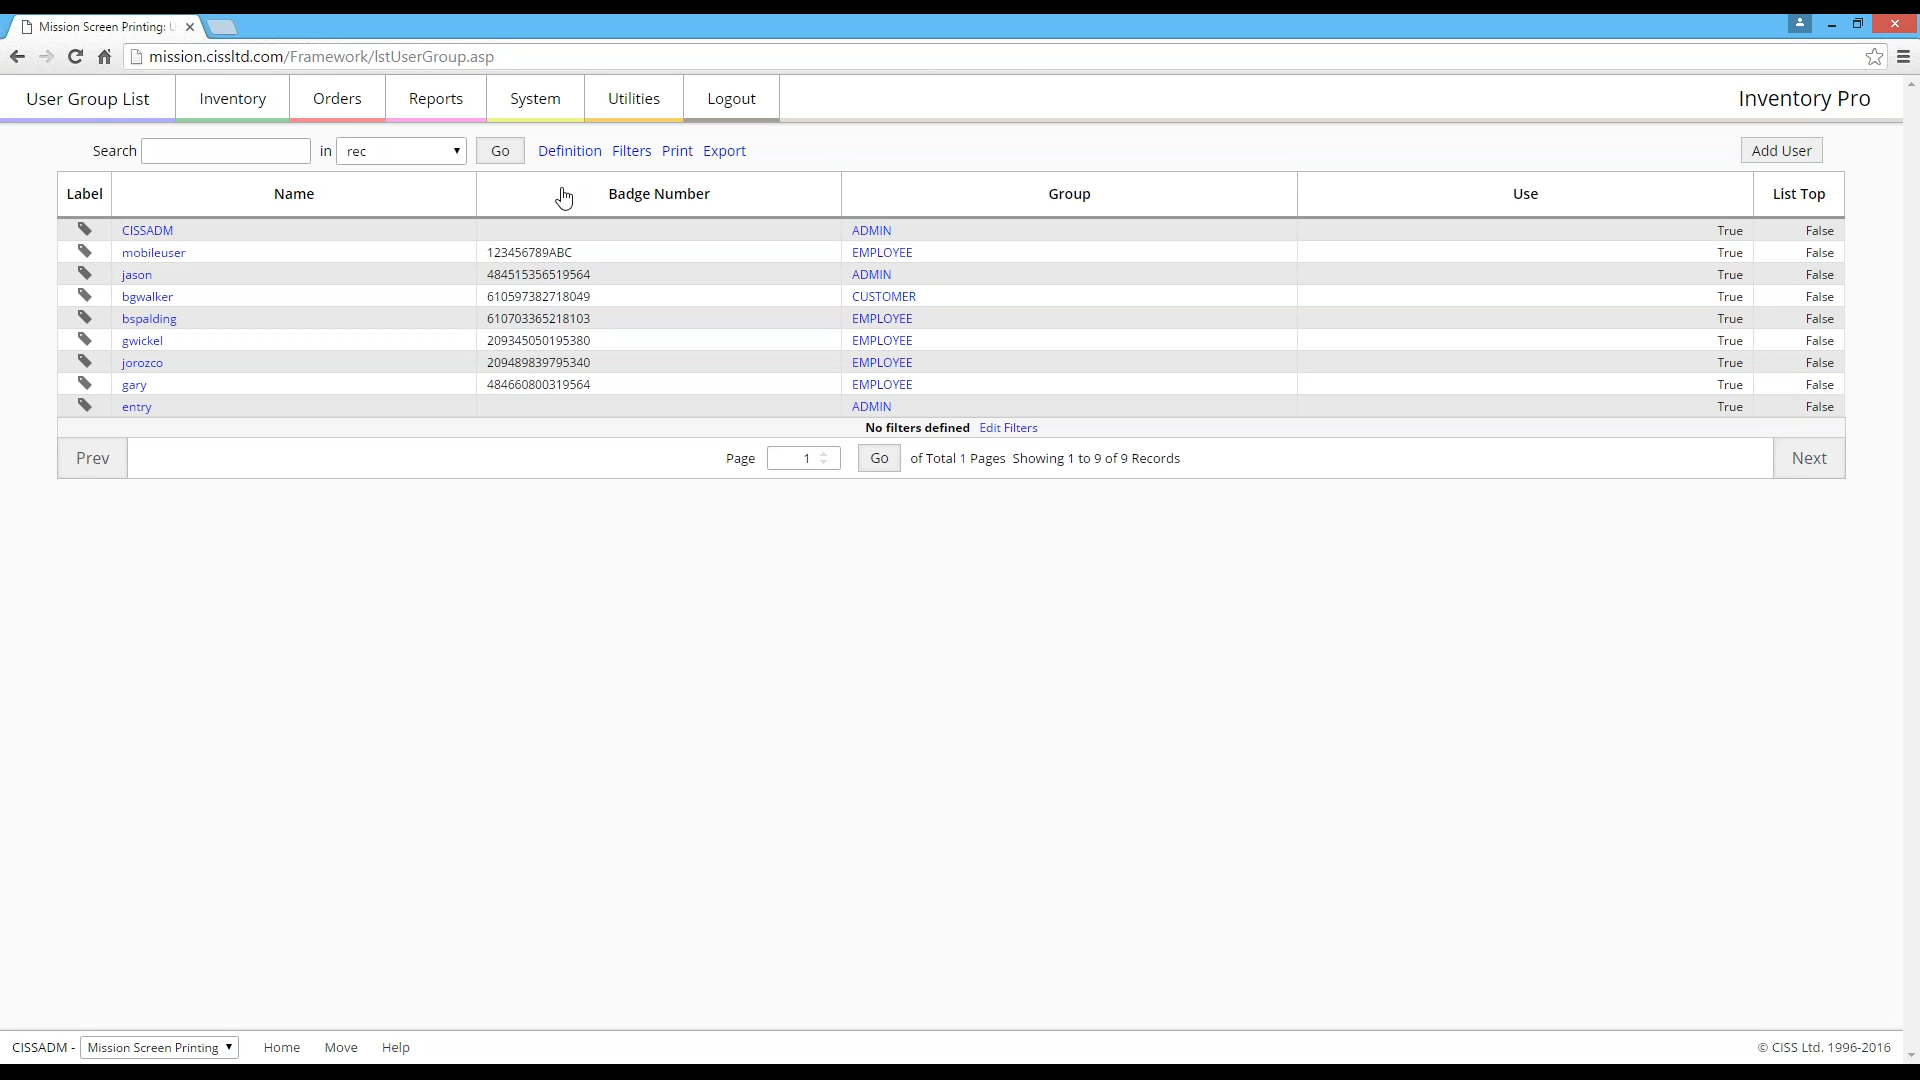 Mission Screen Printing: U
mission.cissltd.com/Framework/lstUserGroup.asp
User Group List Inventory Orders Reports System Utilities Logout Inventory Pro
Search in rec Go Definition Filters Print Export Add User
Label Name Badge Number Group Use List Top
CISSADM ADMIN True False
mobileuser 123456789ABC EMPLOYEE True False
jason 484515356519564 ADMIN True False
bgwalker 610597382718049 CUSTOMER True False
bspalding 610703365218103 EMPLOYEE True False
gwickel 209345050195380 EMPLOYEE True False
jorozco 209489839795340 EMPLOYEE True False
gary 484660800319564 EMPLOYEE True False
entry ADMIN True False
No filters defined Edit Filters
Prev Page 1 Go of Total 1 Pages Showing 1 to 9 of 9 Records Next
CISSADM - Mission Screen Printing Home Move Help © CISS Ltd. 1996-2016